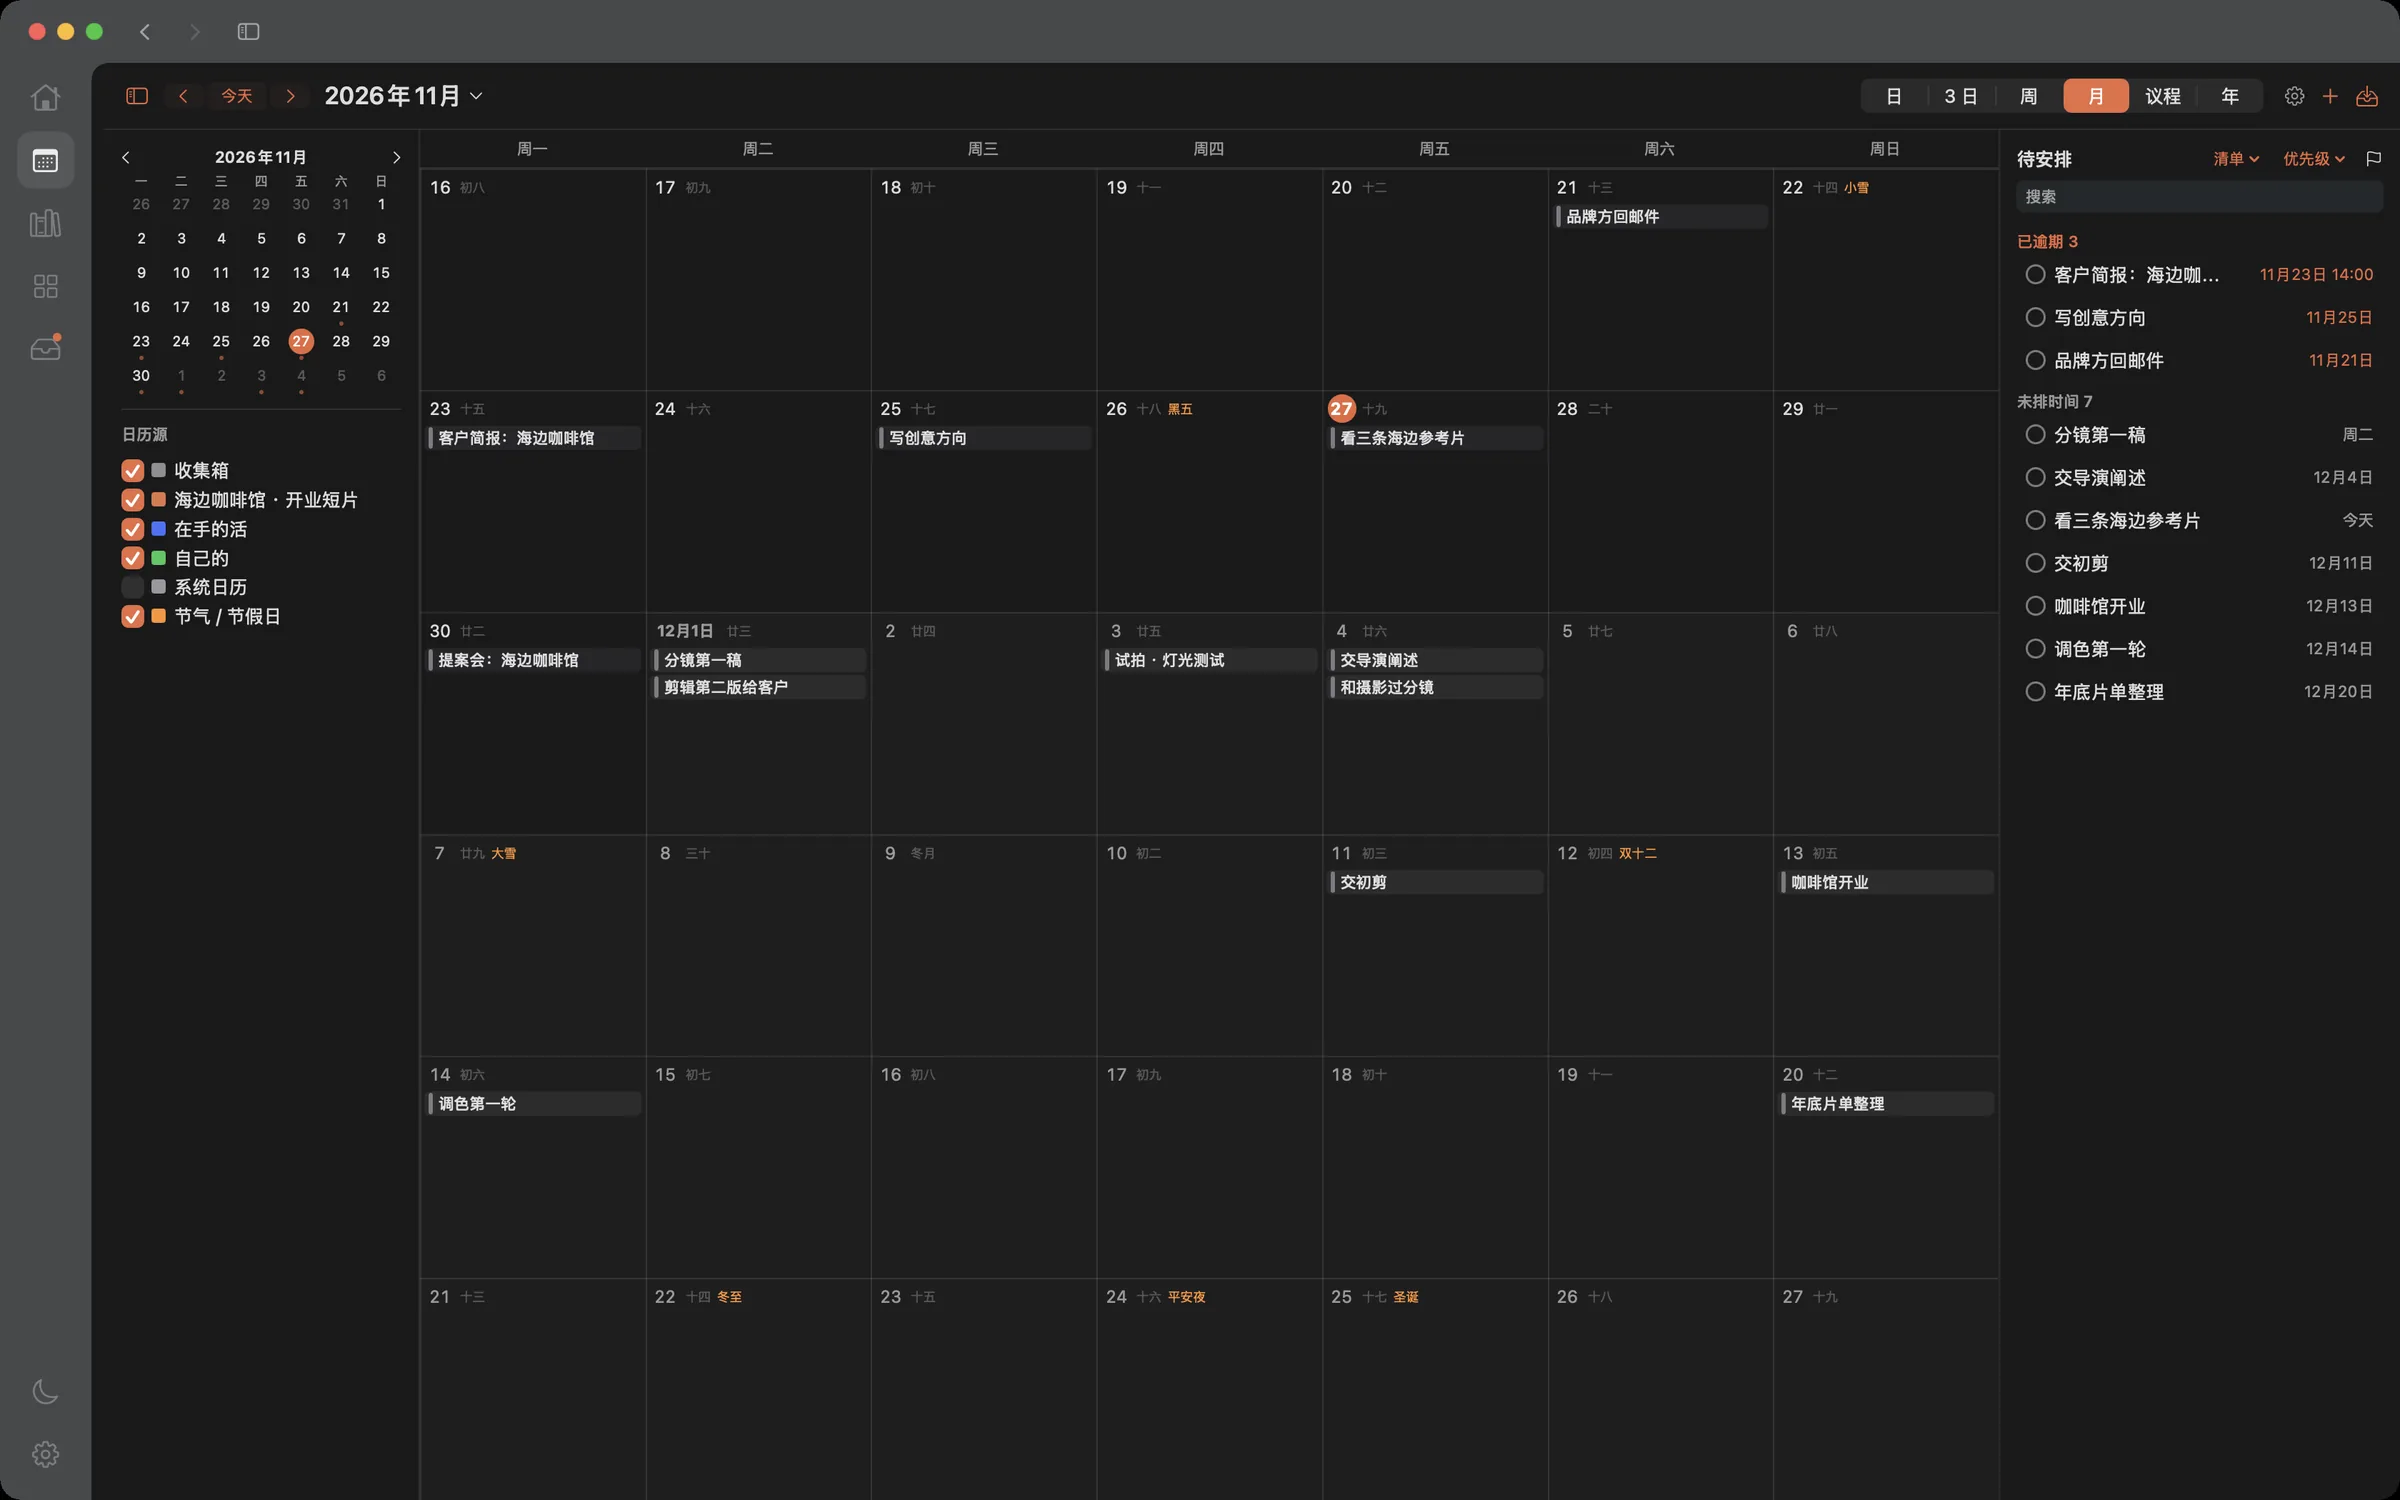 今天
2026年11月
日 3 日 周 月 议程 年
2026年11月
一 二 三 四 五 六 日
26 27 28 29 30 31 1
2 3 4 5 6 7 8
9 10 11 12 13 14 15
16 17 18 19 20 21 22
23 24 25 26 27 28 29
30 1 2 3 4 5 6
日历源
收集箱
海边咖啡馆 · 开业短片
在手的活
自己的
系统日历
节气 / 节假日
周一 周二 周三 周四 周五 周六 周日
16 初八 17 初九 18 初十 19 十一 20 十二 21 十三 22 十四 小雪
品牌方回邮件
23 十五 24 十六 25 十七 26 十八 黑五 27 十九 28 二十 29 廿一
客户简报：海边咖啡馆 写创意方向 看三条海边参考片
30 廿二 12月1日 廿三 2 廿四 3 廿五 4 廿六 5 廿七 6 廿八
提案会：海边咖啡馆 分镜第一稿 试拍 · 灯光测试 交导演阐述
剪辑第二版给客户 和摄影过分镜
7 廿九 大雪 8 三十 9 冬月 10 初二 11 初三 12 初四 双十二 13 初五
交初剪 咖啡馆开业
14 初六 15 初七 16 初八 17 初九 18 初十 19 十一 20 十二
调色第一轮 年底片单整理
21 十三 22 十四 冬至 23 十五 24 十六 平安夜 25 十七 圣诞 26 十八 27 十九
待安排 清单 优先级
搜索
已逾期 3
客户简报：海边咖... 11月23日 14:00
写创意方向 11月25日
品牌方回邮件 11月21日
未排时间 7
分镜第一稿 周二
交导演阐述 12月4日
看三条海边参考片 今天
交初剪 12月11日
咖啡馆开业 12月13日
调色第一轮 12月14日
年底片单整理 12月20日